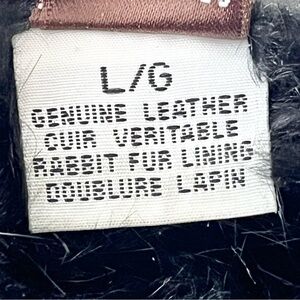 L/G
GENUINE LEATHER
CUIR VERITABLE
RABBIT FUR LINING
DOUBLURE LAPIN